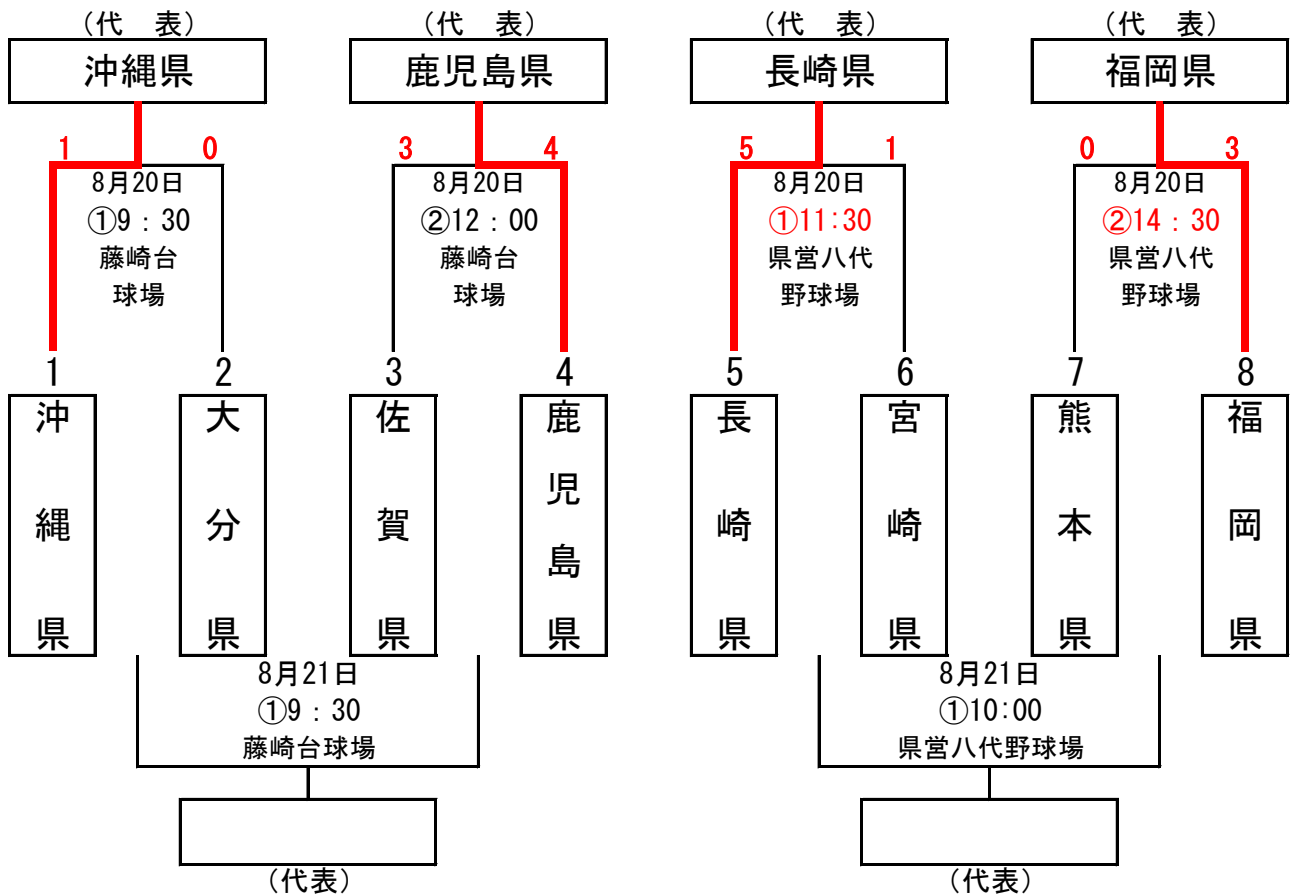 (代　表)
(代　表)
(代　表)
(代　表)
沖縄県
鹿児島県
長崎県
福岡県
1
0
3
4
5
1
0
3
8月20日
①9：30
藤崎台
球場
8月20日
②12：00
藤崎台
球場
8月20日
①11:30
県営八代
野球場
8月20日
②14：30
県営八代
野球場
1
2
3
4
5
6
7
8
沖縄県
大分県
佐賀県
鹿児島県
長崎県
宮崎県
熊本県
福岡県
8月21日
①9：30
藤崎台球場
8月21日
①10:00
県営八代野球場
(代表)
(代表)